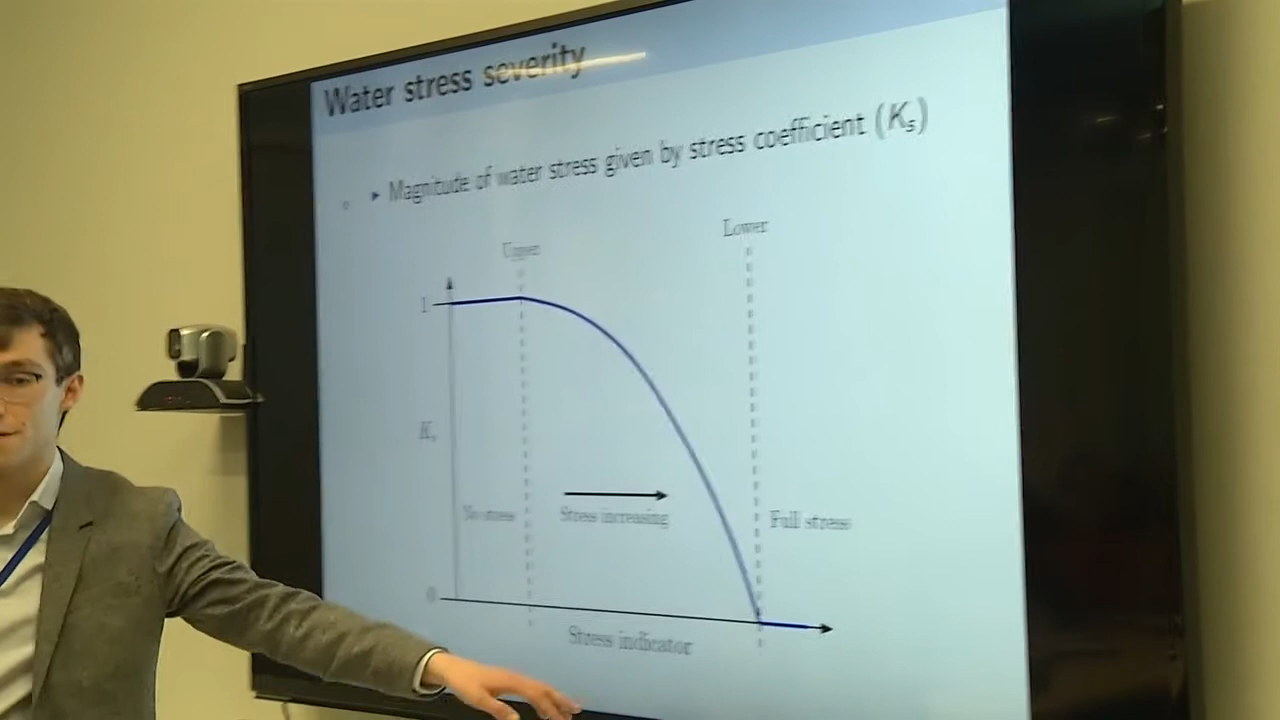 Water stress severity
Magnitude of water stress given by stress coefficient (Ks)
Upper
Lower
1
Ks
No stress
Stress increasing
Full stress
0
Stress indicator